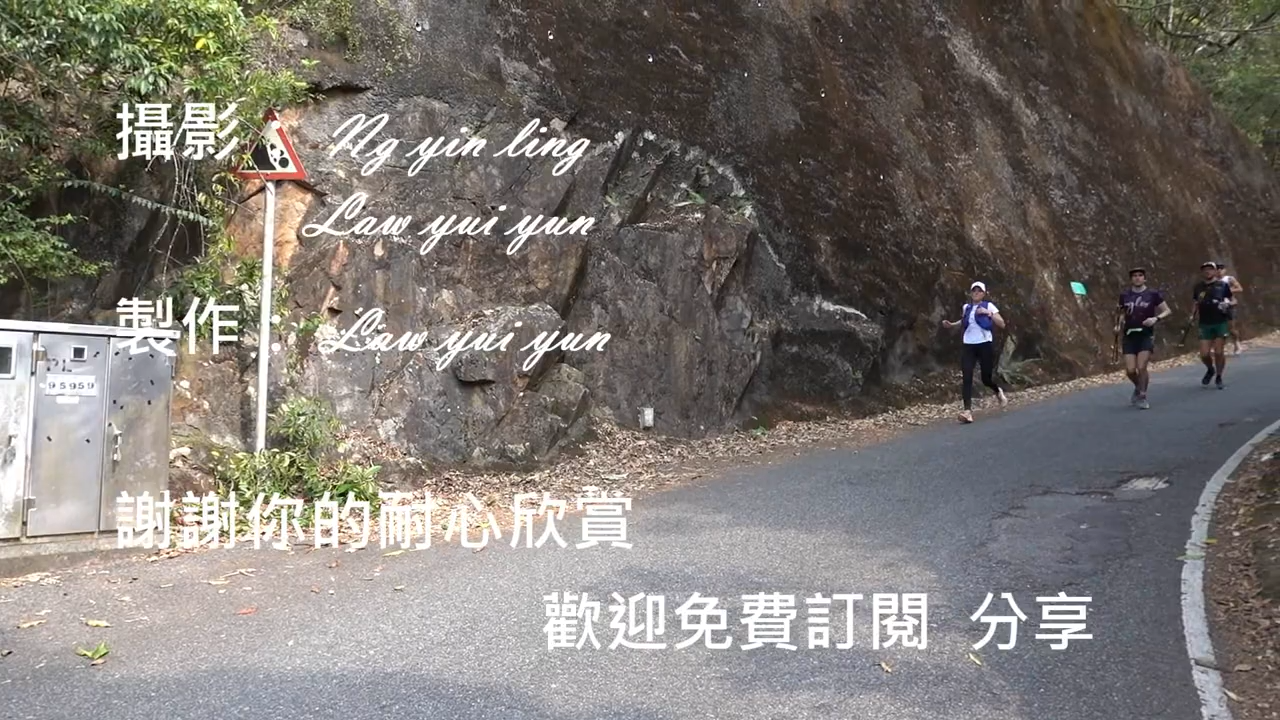 攝影：Ng yin ling
Law yui yun
製作：Law yui yun
95959
謝謝你的耐心欣賞
歡迎免費訂閱 分享